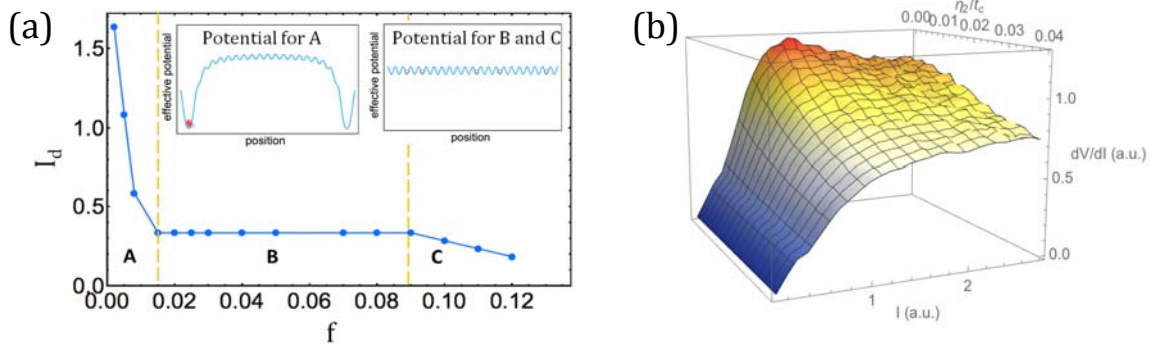 (a)
1.5
1.0
0.5
0.0
I_d
Potential for A
effective potential
position
Potential for B and C
effective potential
position
A
B
C
0.00
0.02
0.04
0.06
0.08
0.10
0.12
f
(b)
η₂/t_c
0.00
0.01
0.02
0.03
0.04
1.0
dV/dI (a.u.)
0.5
0.0
1
2
I (a.u.)